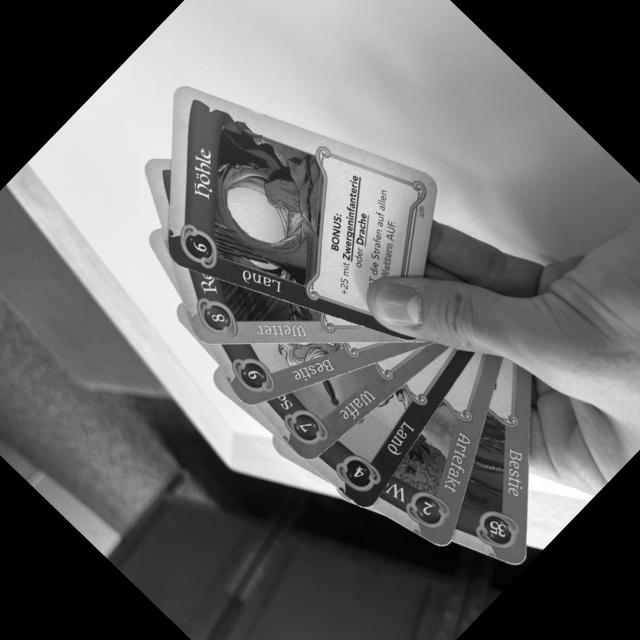 Höhle
6
Land
BONUS:
+25 mit Zwergeninfanterie
oder Drache
die Strafen auf allen
Wettern AUF.
8
Wetter
9
Bestie
7
Waffe
4
Land
W
2
Artefakt
35
Bestie